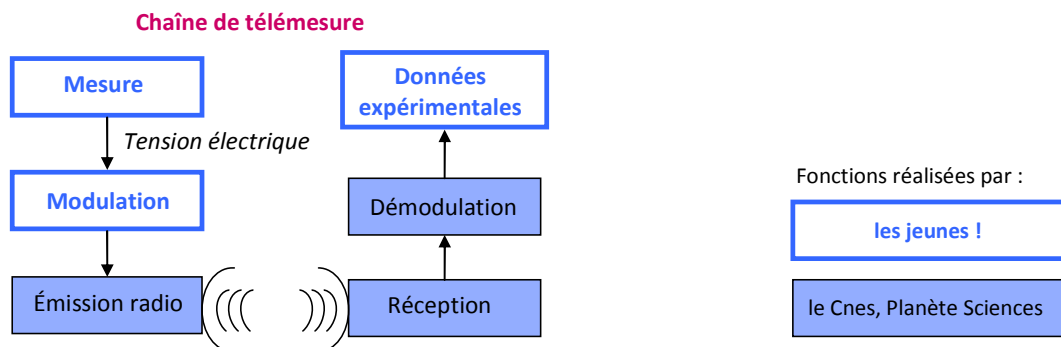 Chaîne de télémesure
Mesure
Tension électrique
Modulation
Émission radio
Données
expérimentales
Démodulation
Réception
Fonctions réalisées par :
les jeunes !
le Cnes, Planète Sciences